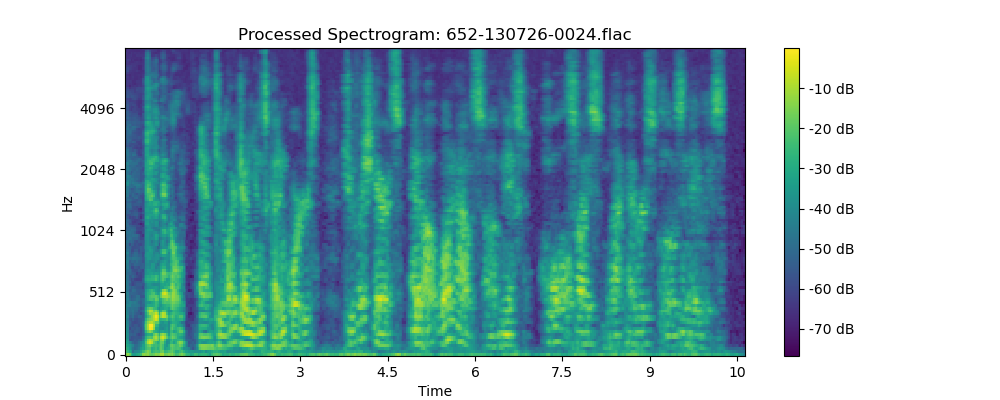 Processed Spectrogram: 652-130726-0024.flac
Hz
4096
2048
1024
512
0
0 1.5 3 4.5 6 7.5 9 10
Time
-10 dB
-20 dB
-30 dB
-40 dB
-50 dB
-60 dB
-70 dB